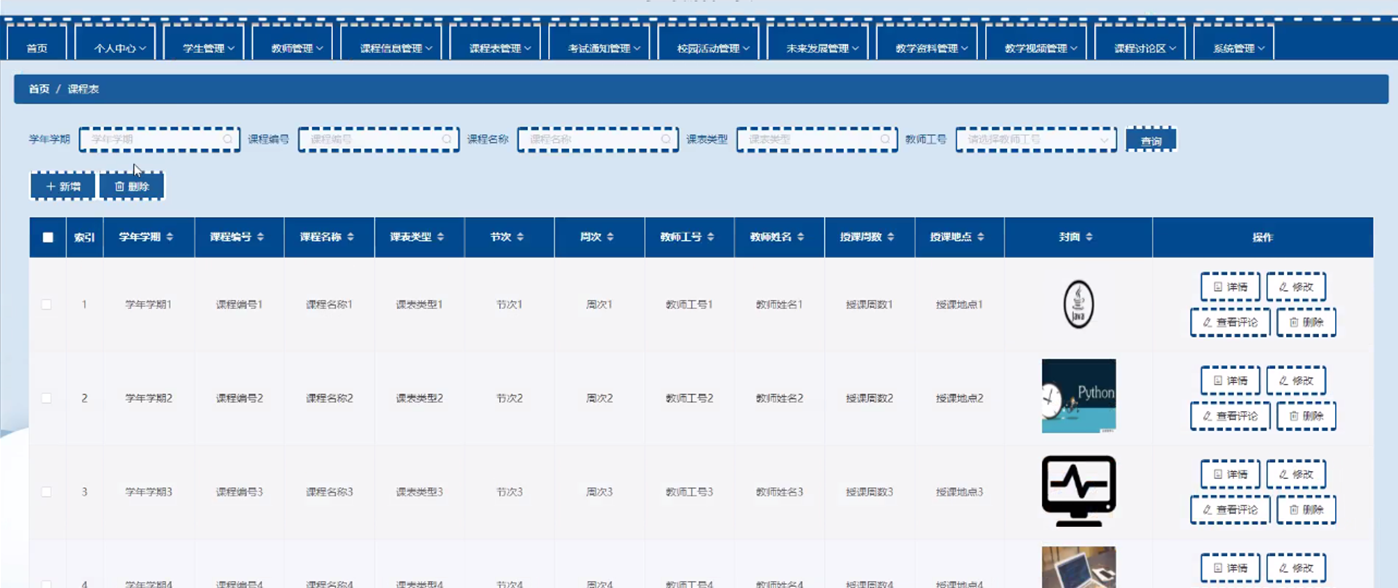 首页 个人中心 学生管理 教师管理 课程信息管理 课程表管理 考试通知管理 校园活动管理 未来发展管理 教学资料管理 教学视频管理 课程讨论区 系统管理
首页 / 课程表
学年学期 学年学期 课程编号 课程编号 课程名称 课程名称 课表类型 课表类型 教师工号 请选择教师工号 查询
+ 新增 删除
索引 学年学期 课程编号 课程名称 课表类型 节次 周次 教师工号 教师姓名 授课周数 授课地点 封面 操作
1 学年学期1 课程编号1 课程名称1 课表类型1 节次1 周次1 教师工号1 教师姓名1 授课周数1 授课地点1 Java 详情 修改
查看评论 删除
2 学年学期2 课程编号2 课程名称2 课表类型2 节次2 周次2 教师工号2 教师姓名2 授课周数2 授课地点2 Python 详情 修改
查看评论 删除
3 学年学期3 课程编号3 课程名称3 课表类型3 节次3 周次3 教师工号3 教师姓名3 授课周数3 授课地点3 详情 修改
查看评论 删除
4 学年学期4 课程编号4 课程名称4 课表类型4 节次4 周次4 教师工号4 教师姓名4 授课周数4 授课地点4 详情 修改